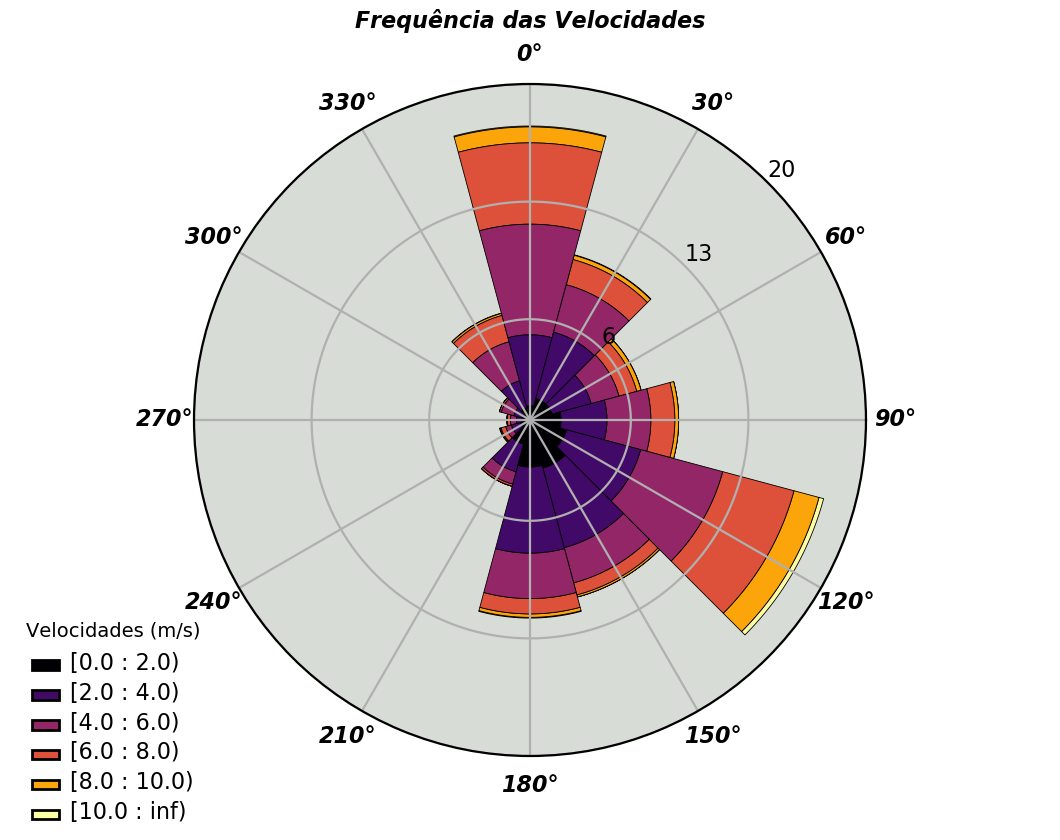 Frequência das Velocidades
0°
330°
30°
20
300°
60°
13
6
270°
90°
240°
120°
210°
150°
180°
Velocidades (m/s)
[0.0 : 2.0)
[2.0 : 4.0)
[4.0 : 6.0)
[6.0 : 8.0)
[8.0 : 10.0)
[10.0 : inf)